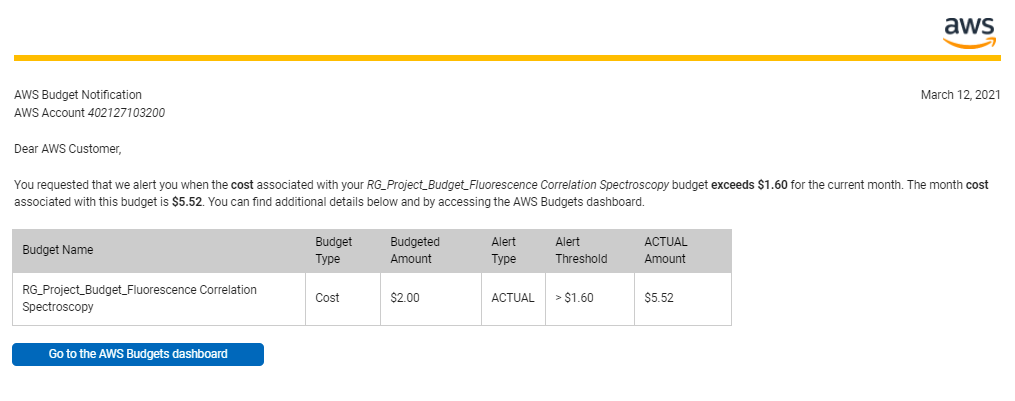 aws
AWS Budget Notification
March 12, 2021
AWS Account 402127103200
Dear AWS Customer,
You requested that we alert you when the cost associated with your RG_Project_Budget_Fluorescence Correlation Spectroscopy budget exceeds $1.60 for the current month. The month cost
associated with this budget is $5.52. You can find additional details below and by accessing the AWS Budgets dashboard.
Budget Name
Budget
Type
Budgeted
Amount
Alert
Type
Alert
Threshold
ACTUAL
Amount
RG_Project_Budget_Fluorescence Correlation
Spectroscopy
Cost
$2.00
ACTUAL
> $1.60
$5.52
Go to the AWS Budgets dashboard